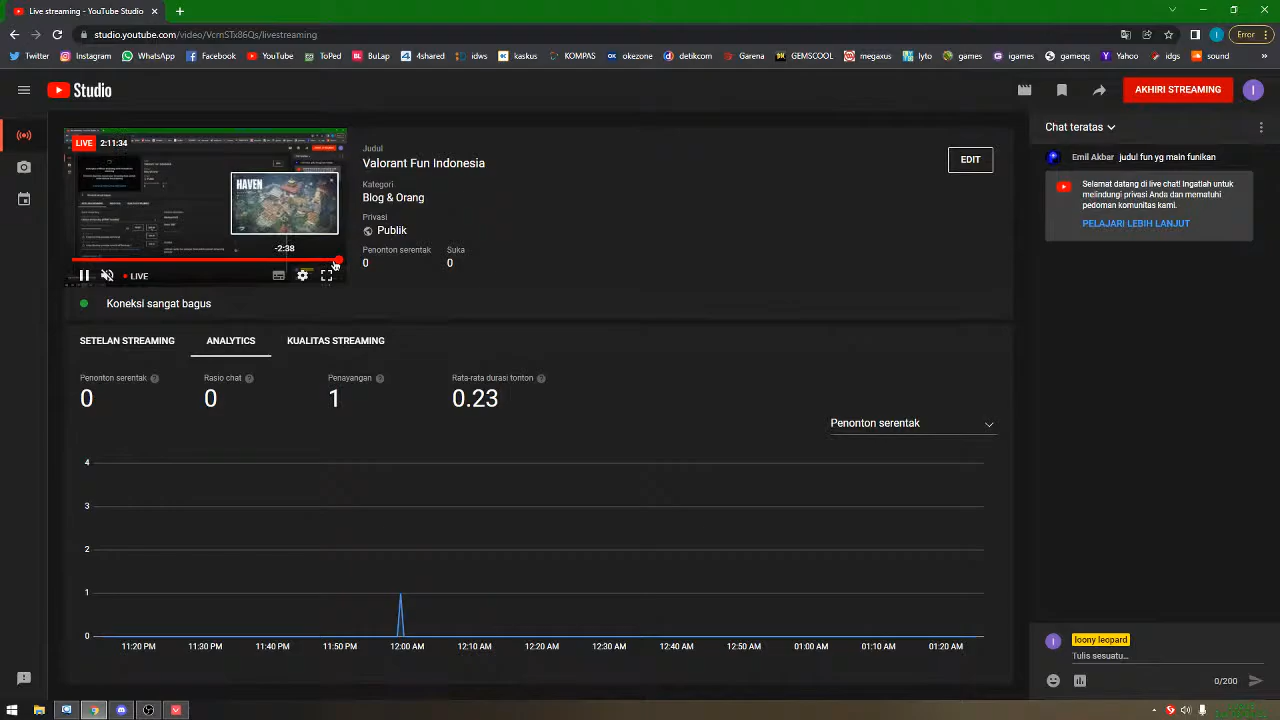 Live streaming - YouTube Studio
studio.youtube.com/video/VcrnSTx86Qs/livestreaming
Error
Twitter Instagram WhatsApp Facebook YouTube ToPed BuLap 4shared idws kaskus KOMPAS okezone detikcom Garena GEMSCOOL megaxus lyto games igames gameqq Yahoo idgs sound
Studio
AKHIRI STREAMING
LIVE 2:11:34
HAVEN
-2:38
LIVE
Judul
Valorant Fun Indonesia
EDIT
Kategori
Blog & Orang
Privasi
Publik
Penonton serentak Suka
0 0
Koneksi sangat bagus
SETELAN STREAMING ANALYTICS KUALITAS STREAMING
Penonton serentak Rasio chat Penayangan Rata-rata durasi tonton
0 0 1 0.23
Penonton serentak
4
3
2
1
0
11:20 PM 11:30 PM 11:40 PM 11:50 PM 12:00 AM 12:10 AM 12:20 AM 12:30 AM 12:40 AM 12:50 AM 01:00 AM 01:10 AM 01:20 AM
Chat teratas
Emil Akbar judul fun g main funikan
Selamat datang di live chat! Ingatlah untuk
melindungi privasi Anda dan mematuhi
pedoman komunitas kami.
PELAJARI LEBIH LANJUT
loony leopard
Tulis sesuatu...
0/200